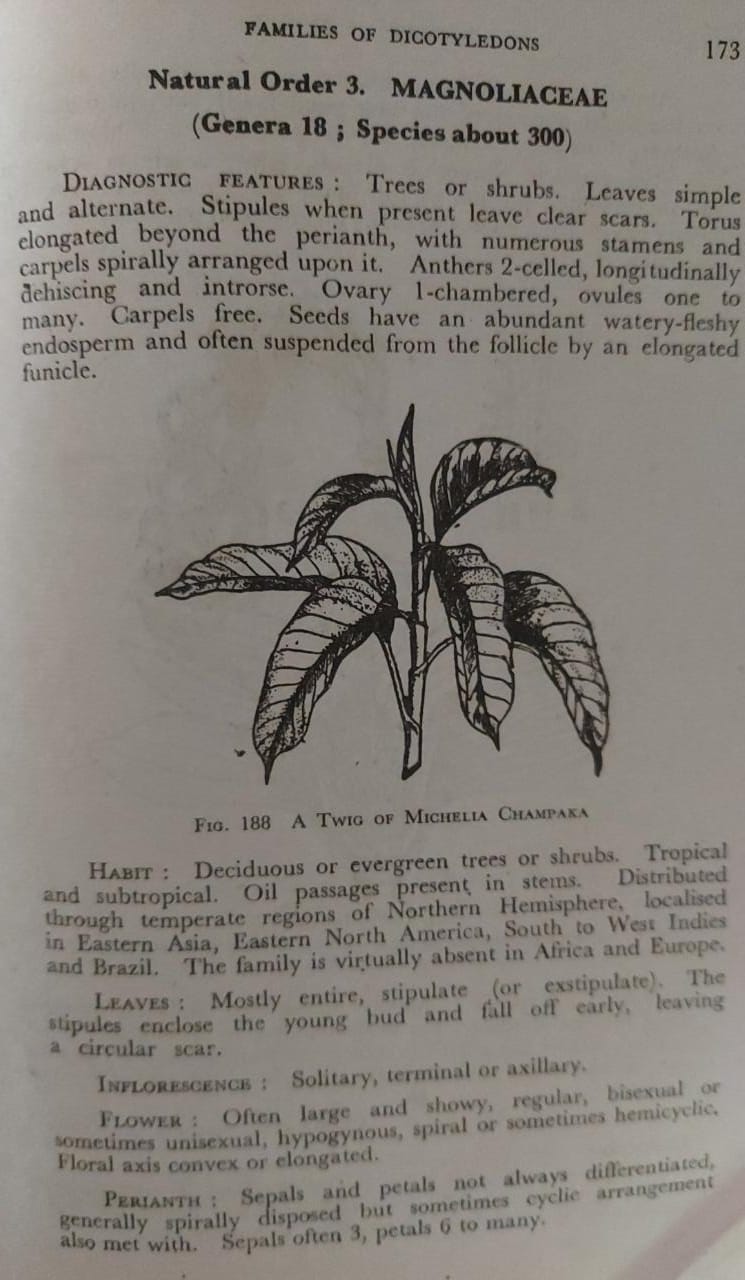 FAMILIES OF DICOTYLEDONS
173
Natural Order 3. MAGNOLIACEAE
(Genera 18 ; Species about 300)
DIAGNOSTIC FEATURES : Trees or shrubs. Leaves simple
and alternate. Stipules when present leave clear scars. Torus
elongated beyond the perianth, with numerous stamens and
carpels spirally arranged upon it. Anthers 2-celled, longitudinally
dehiscing and introrse. Ovary 1-chambered, ovules one to
many. Carpels free. Seeds have an abundant watery-fleshy
endosperm and often suspended from the follicle by an elongated
funicle.
FIG. 188 A TWIG OF MICHELIA CHAMPAKA
HABIT : Deciduous or evergreen trees or shrubs. Tropical
and subtropical. Oil passages present in stems. Distributed
through temperate regions of Northern Hemisphere, localised
in Eastern Asia, Eastern North America, South to West Indies
and Brazil. The family is virtually absent in Africa and Europe.
LEAVES : Mostly entire, stipulate (or exstipulate). The
stipules enclose the young bud and fall off early, leaving
a circular scar.
INFLORESCENCE : Solitary, terminal or axillary.
FLOWER : Often large and showy, regular, bisexual or
sometimes unisexual, hypogynous, spiral or sometimes hemicyclic.
Floral axis convex or elongated.
PERIANTH : Sepals and petals not always differentiated,
generally spirally disposed but sometimes cyclic arrangement
also met with. Sepals often 3, petals 6 to many.